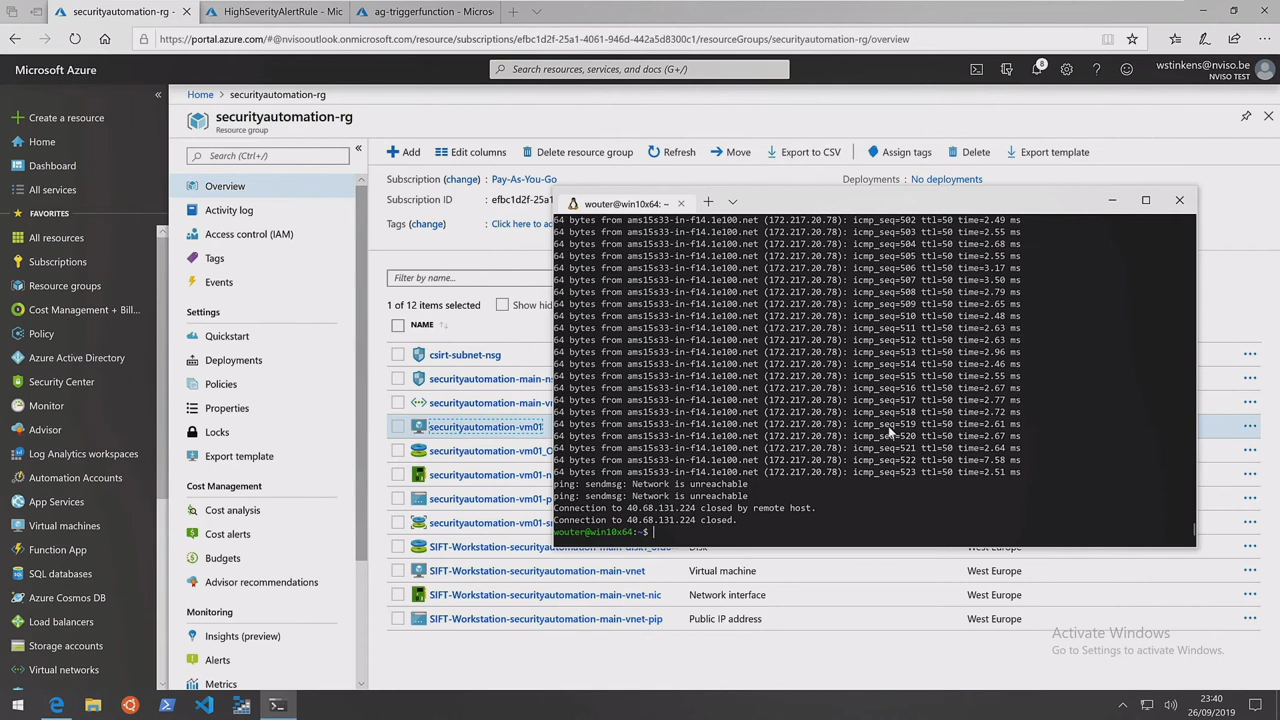 securityautomation-rg - 
HighSeverityAlertRule - Mic
ag-triggerfunction - Micros
https://portal.azure.com/#@nvisooutlook.onmicrosoft.com/resource/subscriptions/efbc1d2f-25a1-4061-946d-442a5d8300c1/resourceGroups/securityautomation-rg/overview
Microsoft Azure
Search resources, services, and docs (G+/)
8
wstinkens@nviso.be
NVISO TEST
Create a resource
Home
Dashboard
All services
FAVORITES
All resources
Subscriptions
Resource groups
Cost Management + Bill...
Policy
Azure Active Directory
Security Center
Monitor
Advisor
Log Analytics workspaces
Automation Accounts
App Services
Virtual machines
Function App
SQL databases
Azure Cosmos DB
Load balancers
Storage accounts
Virtual networks
Home > securityautomation-rg
securityautomation-rg
Resource group
Search (Ctrl+/)
Overview
Activity log
Access control (IAM)
Tags
Events
Settings
Quickstart
Deployments
Policies
Properties
Locks
Export template
Cost Management
Cost analysis
Cost alerts
Budgets
Advisor recommendations
Monitoring
Insights (preview)
Alerts
Metrics
Add
Edit columns
Delete resource group
Refresh
Move
Export to CSV
Assign tags
Delete
Export template
Subscription (change) : Pay-As-You-Go
Deployments : No deployments
Subscription ID : efbc1d2f-25a1
Tags (change) : Click here to ad
Filter by name...
1 of 12 items selected
Show hid
NAME
csirt-subnet-nsg
securityautomation-main-ns
securityautomation-main-vn
securityautomation-vm01
securityautomation-vm01_O
securityautomation-vm01-n
securityautomation-vm01-p
securityautomation-vm01-sn
SIFT-Workstation-securityautomation-main-disk1_
Disk
West Europe
SIFT-Workstation-securityautomation-main-vnet
Virtual machine
West Europe
SIFT-Workstation-securityautomation-main-vnet-nic
Network interface
West Europe
SIFT-Workstation-securityautomation-main-vnet-pip
Public IP address
West Europe
wouter@win10x64: ~
64 bytes from ams15s33-in-f14.1e100.net (172.217.20.78): icmp_seq=502 ttl=50 time=2.49 ms
64 bytes from ams15s33-in-f14.1e100.net (172.217.20.78): icmp_seq=503 ttl=50 time=2.55 ms
64 bytes from ams15s33-in-f14.1e100.net (172.217.20.78): icmp_seq=504 ttl=50 time=2.68 ms
64 bytes from ams15s33-in-f14.1e100.net (172.217.20.78): icmp_seq=505 ttl=50 time=2.55 ms
64 bytes from ams15s33-in-f14.1e100.net (172.217.20.78): icmp_seq=506 ttl=50 time=3.17 ms
64 bytes from ams15s33-in-f14.1e100.net (172.217.20.78): icmp_seq=507 ttl=50 time=3.50 ms
64 bytes from ams15s33-in-f14.1e100.net (172.217.20.78): icmp_seq=508 ttl=50 time=2.79 ms
64 bytes from ams15s33-in-f14.1e100.net (172.217.20.78): icmp_seq=509 ttl=50 time=2.65 ms
64 bytes from ams15s33-in-f14.1e100.net (172.217.20.78): icmp_seq=510 ttl=50 time=2.48 ms
64 bytes from ams15s33-in-f14.1e100.net (172.217.20.78): icmp_seq=511 ttl=50 time=2.63 ms
64 bytes from ams15s33-in-f14.1e100.net (172.217.20.78): icmp_seq=512 ttl=50 time=2.63 ms
64 bytes from ams15s33-in-f14.1e100.net (172.217.20.78): icmp_seq=513 ttl=50 time=2.96 ms
64 bytes from ams15s33-in-f14.1e100.net (172.217.20.78): icmp_seq=514 ttl=50 time=2.46 ms
64 bytes from ams15s33-in-f14.1e100.net (172.217.20.78): icmp_seq=515 ttl=50 time=2.55 ms
64 bytes from ams15s33-in-f14.1e100.net (172.217.20.78): icmp_seq=516 ttl=50 time=2.67 ms
64 bytes from ams15s33-in-f14.1e100.net (172.217.20.78): icmp_seq=517 ttl=50 time=2.77 ms
64 bytes from ams15s33-in-f14.1e100.net (172.217.20.78): icmp_seq=518 ttl=50 time=2.72 ms
64 bytes from ams15s33-in-f14.1e100.net (172.217.20.78): icmp_seq=519 ttl=50 time=2.61 ms
64 bytes from ams15s33-in-f14.1e100.net (172.217.20.78): icmp_seq=520 ttl=50 time=2.67 ms
64 bytes from ams15s33-in-f14.1e100.net (172.217.20.78): icmp_seq=521 ttl=50 time=2.64 ms
64 bytes from ams15s33-in-f14.1e100.net (172.217.20.78): icmp_seq=522 ttl=50 time=7.58 ms
64 bytes from ams15s33-in-f14.1e100.net (172.217.20.78): icmp_seq=523 ttl=50 time=2.51 ms
ping: sendmsg: Network is unreachable
ping: sendmsg: Network is unreachable
Connection to 40.68.131.224 closed by remote host.
Connection to 40.68.131.224 closed.
wouter@win10x64:~$
Activate Windows
Go to Settings to activate Windows.
23:40
26/09/2019